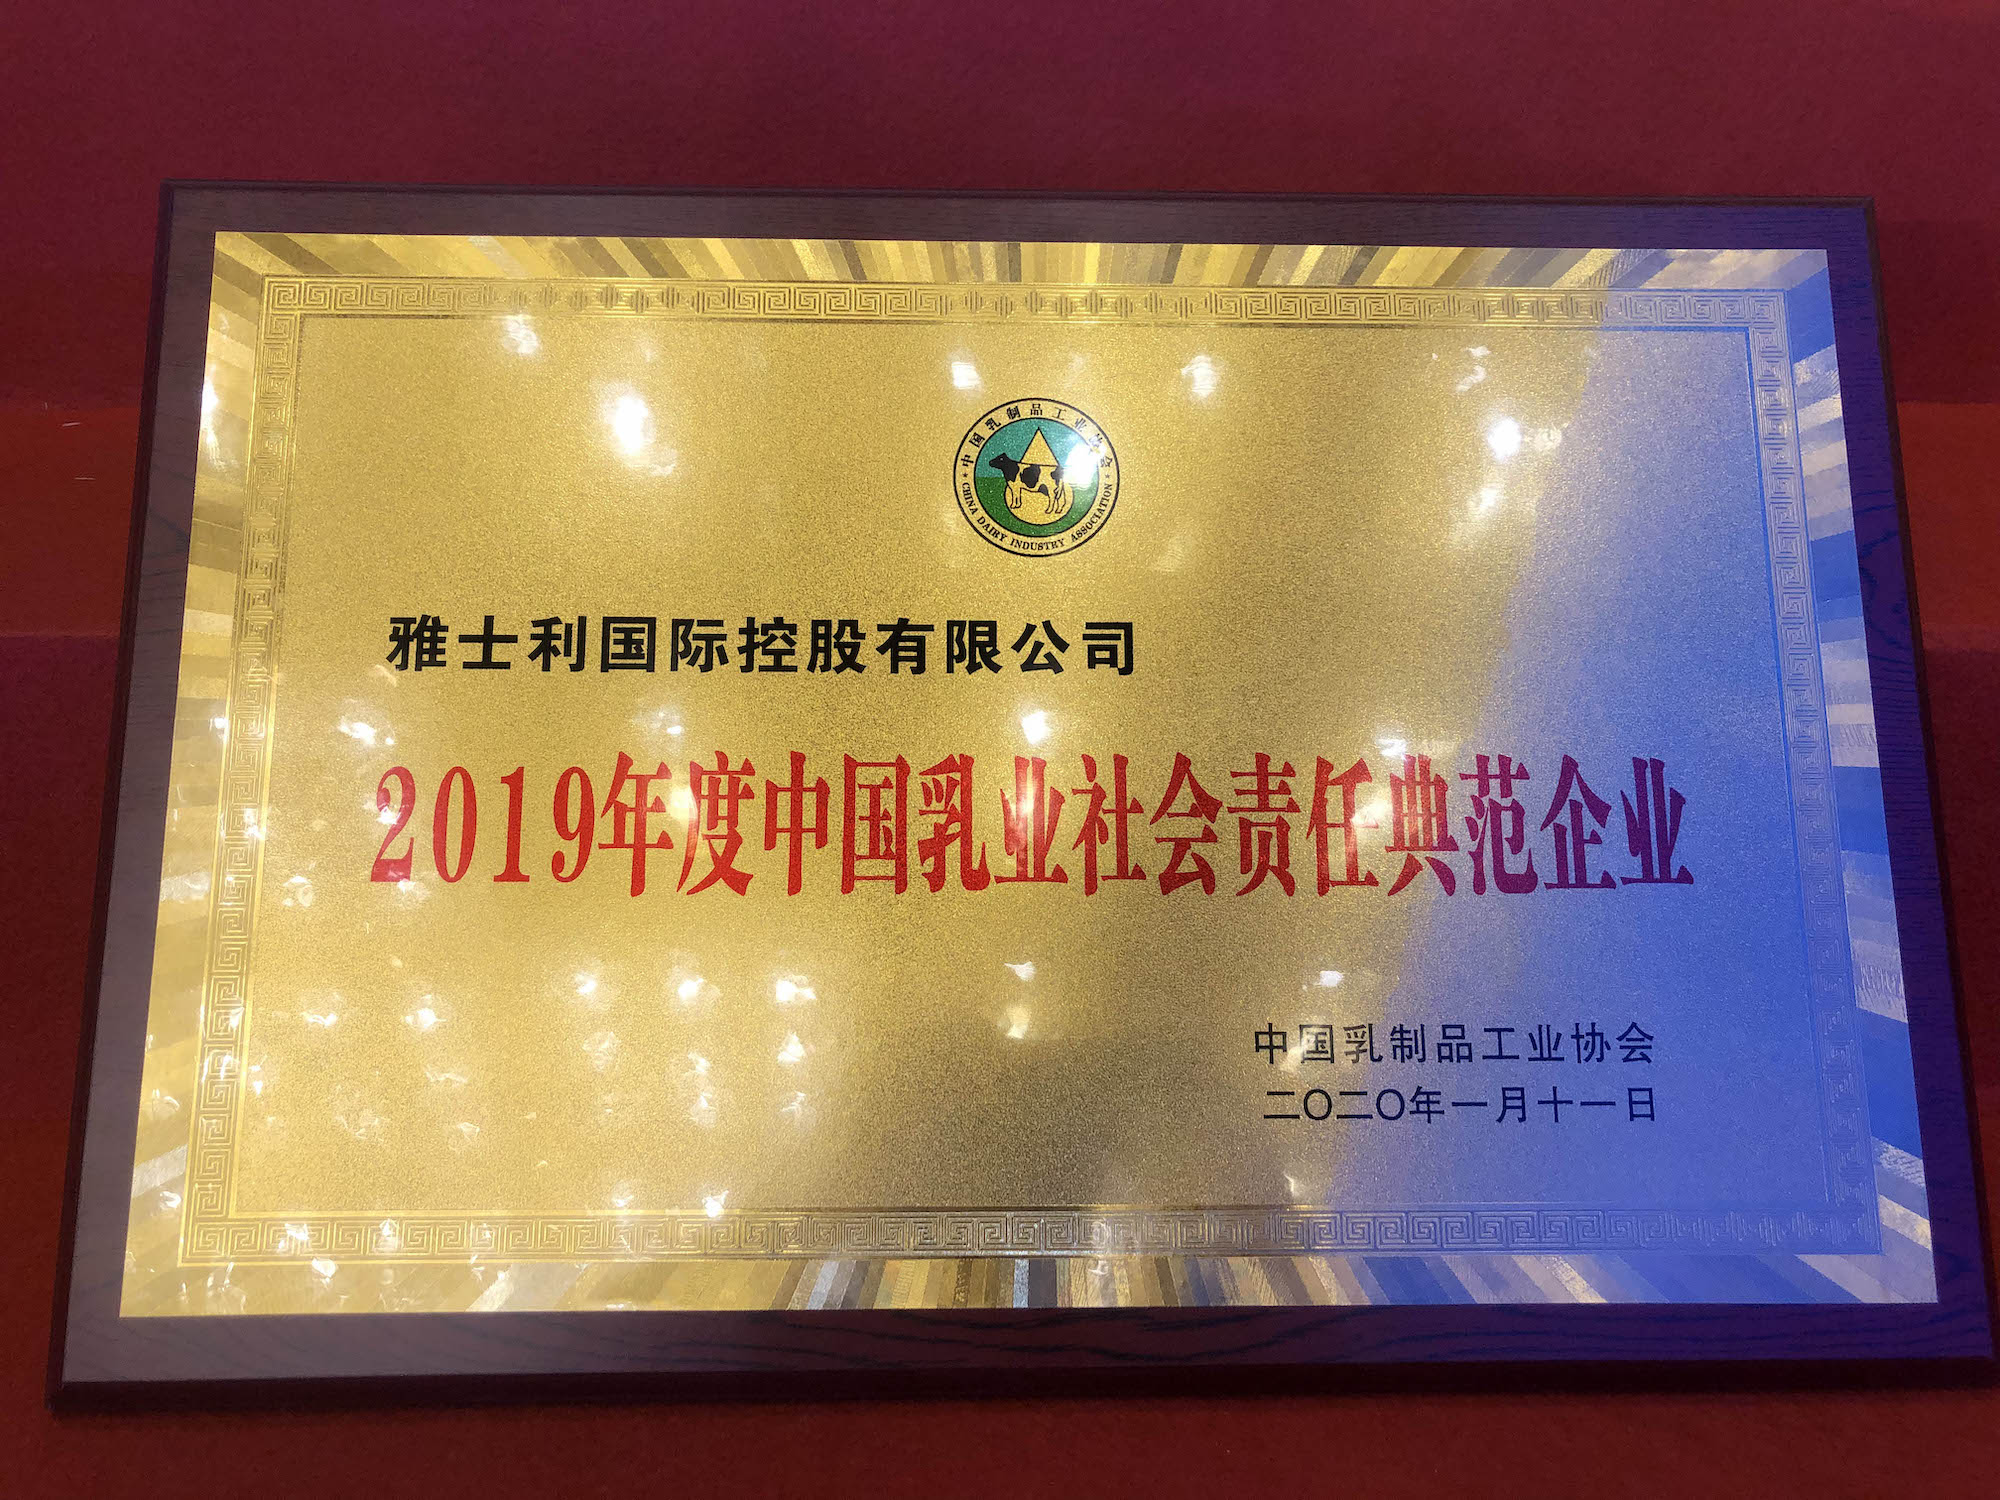 中国乳制品工业协会
CHINA DAIRY INDUSTRY ASSOCIATION
雅士利国际控股有限公司
2019年度中国乳业社会责任典范企业
中国乳制品工业协会
二〇二〇年一月十一日